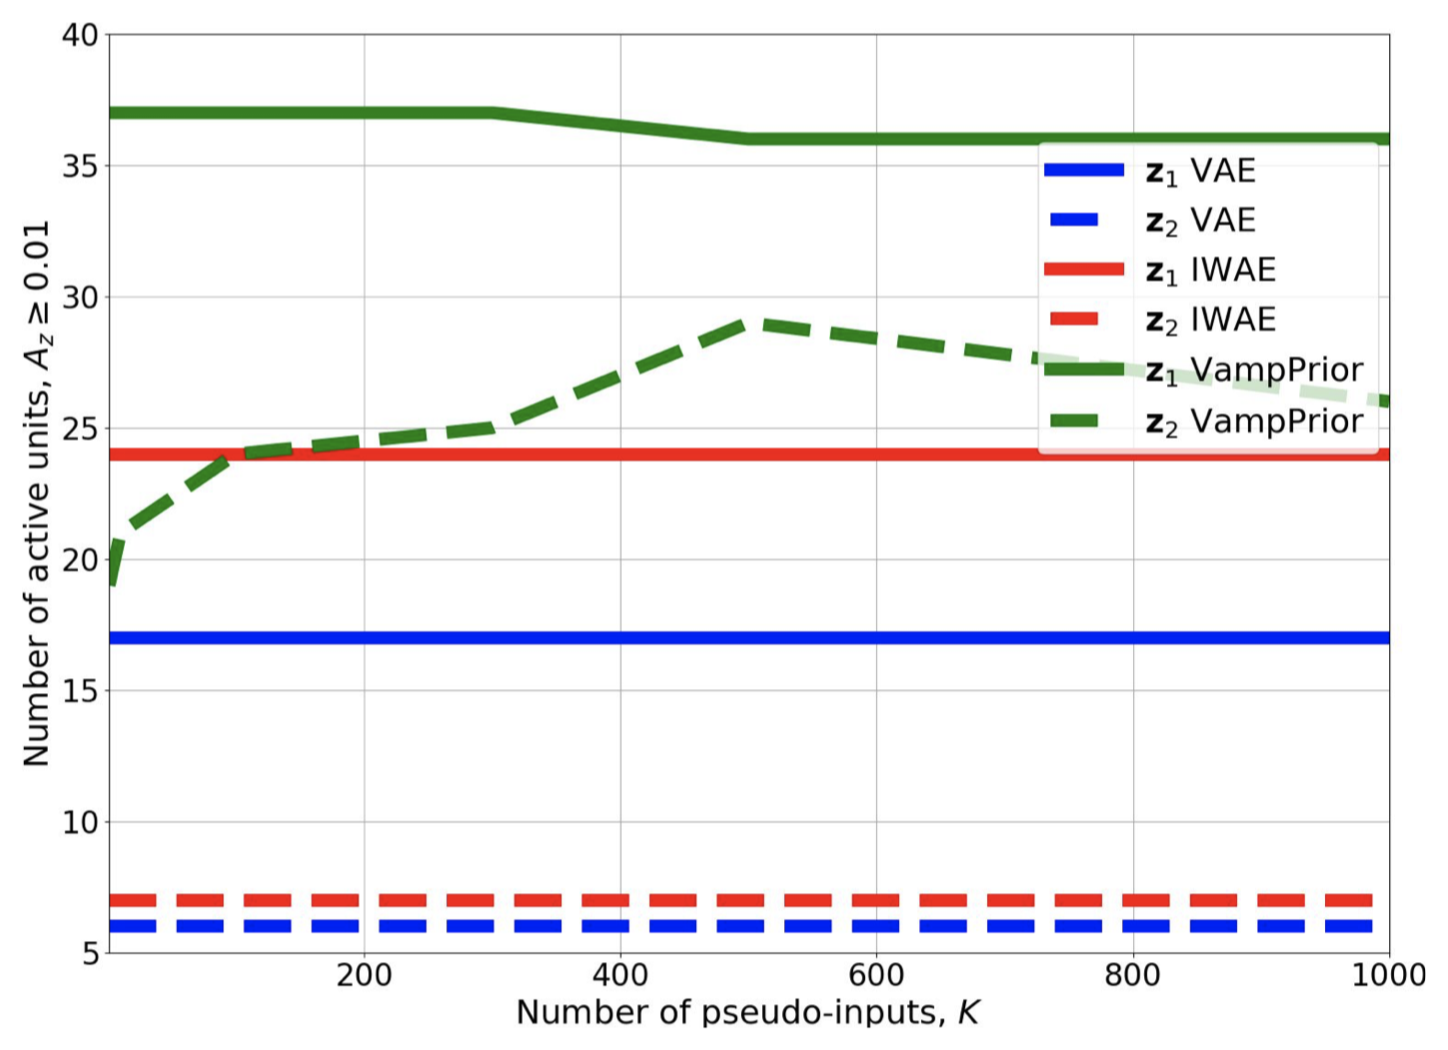 40
35
30
25
20
15
10
5
Number of active units, A_z ≥ 0.01
z₁ VAE
z₂ VAE
z₁ IWAE
z₂ IWAE
z₁ VampPrior
z₂ VampPrior
200 400 600 800 1000
Number of pseudo-inputs, K